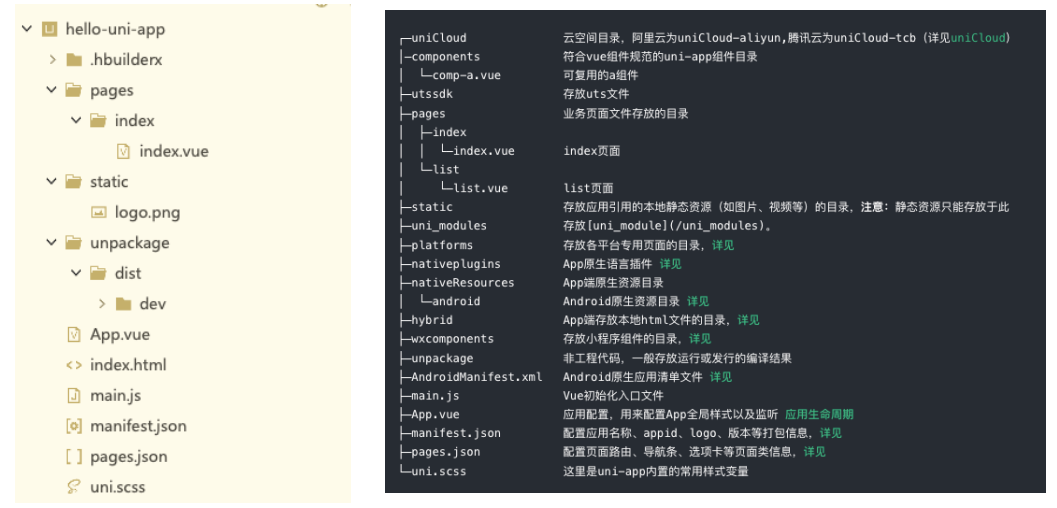 hello-uni-app
.hbuilderx
pages
index
index.vue
static
logo.png
unpackage
dist
dev
App.vue
index.html
main.js
manifest.json
pages.json
uni.scss
┌─uniCloud 云空间目录，阿里云为uniCloud-aliyun,腾讯云为uniCloud-tcb（详见uniCloud）
│─components 符合vue组件规范的uni-app组件目录
│ └─comp-a.vue 可复用的a组件
├─utssdk 存放uts文件
├─pages 业务页面文件存放的目录
│ ├─index
│ │ └─index.vue index页面
│ └─list
│ └─list.vue list页面
├─static 存放应用引用的本地静态资源（如图片、视频等）的目录，注意：静态资源只能存放于此
├─uni_modules 存放[uni_module](/uni_modules)。
├─platforms 存放各平台专用页面的目录，详见
├─nativeplugins App原生语言插件 详见
├─nativeResources App端原生资源目录
│ └─android Android原生资源目录 详见
├─hybrid App端存放本地html文件的目录，详见
├─wxcomponents 存放小程序组件的目录，详见
├─unpackage 非工程代码，一般存放运行或发行的编译结果
├─AndroidManifest.xml Android原生应用清单文件 详见
├─main.js Vue初始化入口文件
├─App.vue 应用配置，用来配置App全局样式以及监听 应用生命周期
├─manifest.json 配置应用名称、appid、logo、版本等打包信息，详见
├─pages.json 配置页面路由、导航条、选项卡等页面类信息，详见
└─uni.scss 这里是uni-app内置的常用样式变量